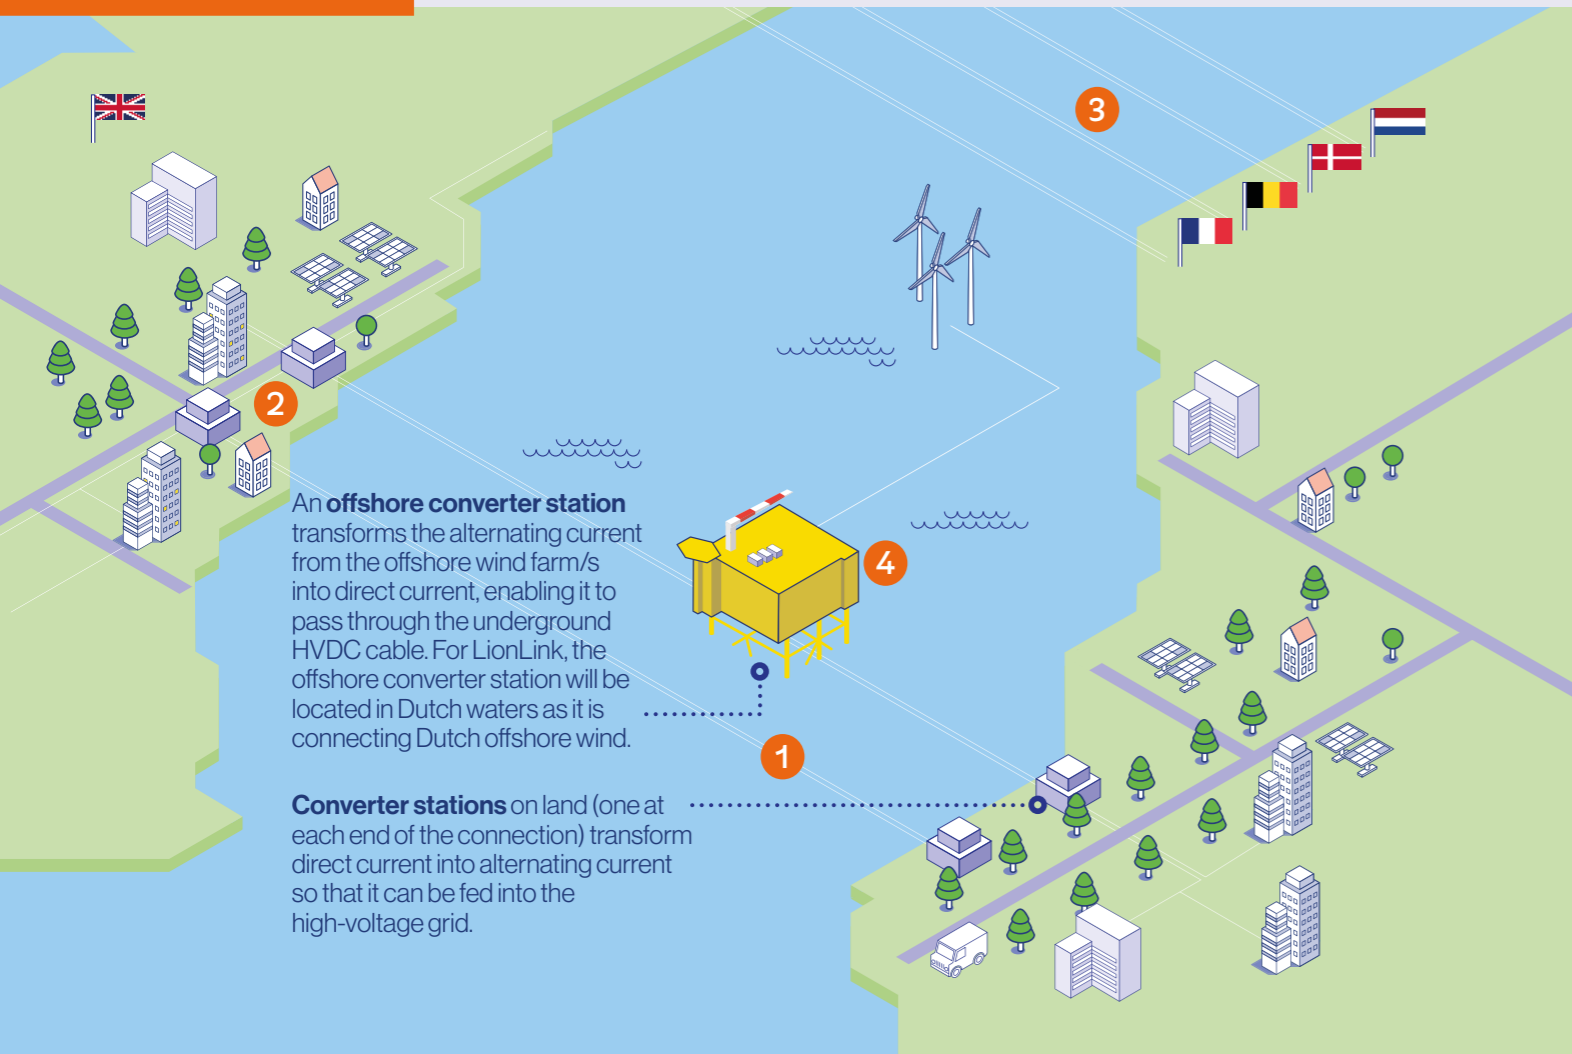 3
2
An offshore converter station
transforms the alternating current
from the offshore wind farm/s
into direct current, enabling it to
pass through the underground
HVDC cable. For LionLink, the
offshore converter station will be
located in Dutch waters as it is
connecting Dutch offshore wind.
4
1
Converter stations on land (one at
each end of the connection) transform
direct current into alternating current
so that it can be fed into the
high-voltage grid.